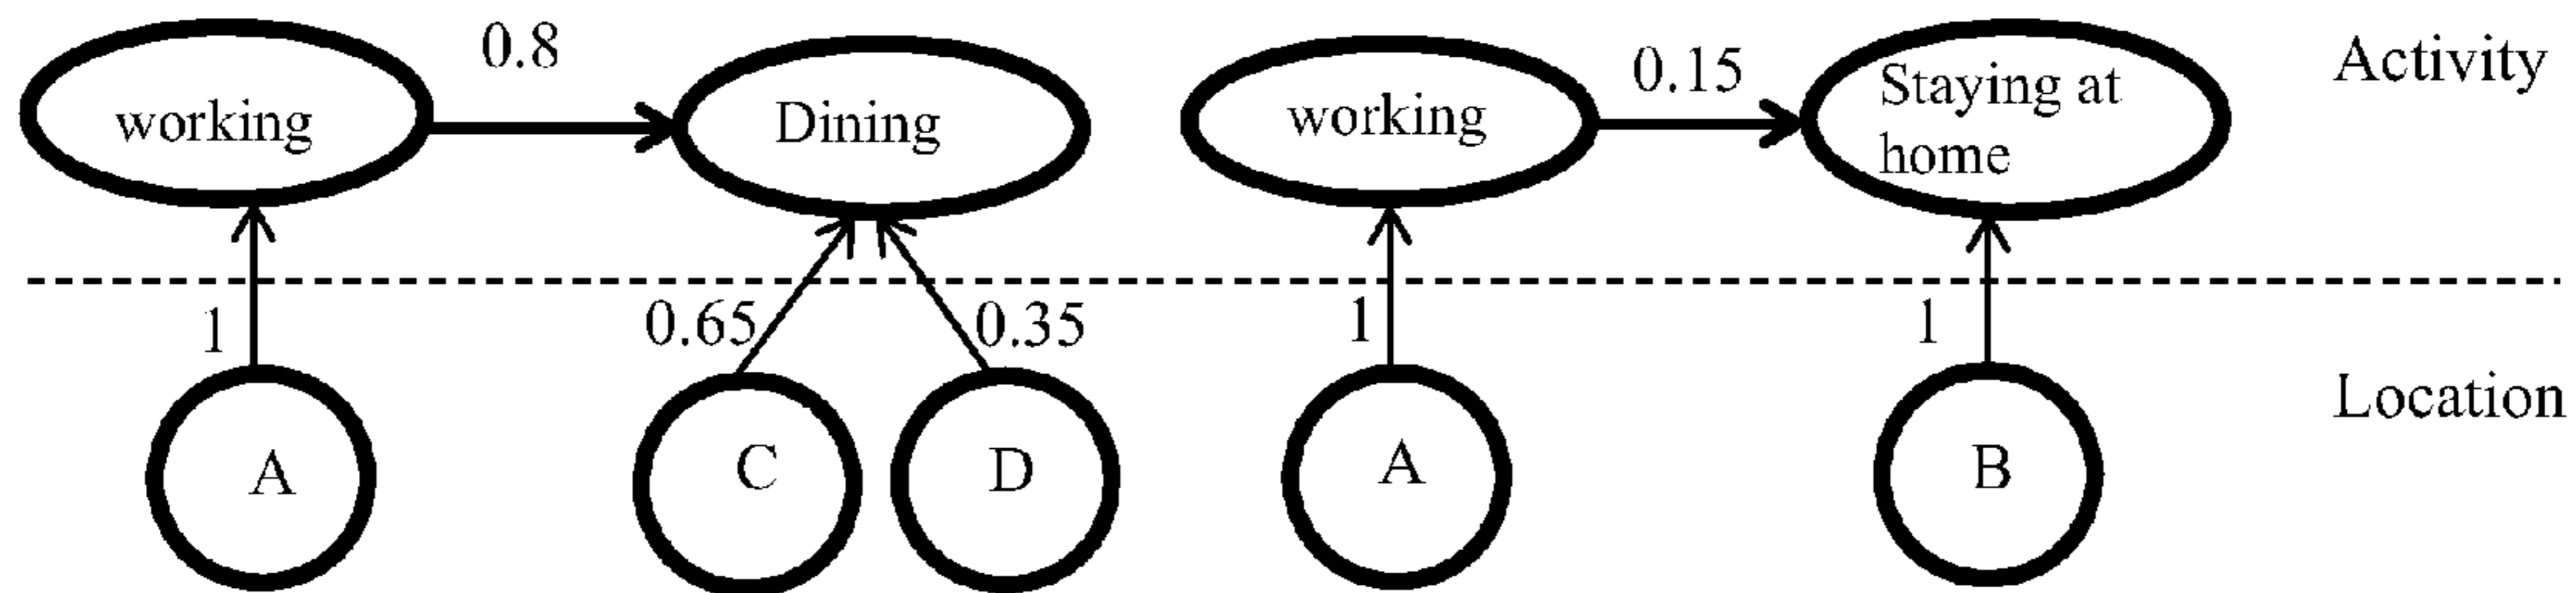 0.8
0.15
Activity
working
Dining
working
Staying at
home
1
0.65
0.35
1
1
Location
A
C
D
A
B